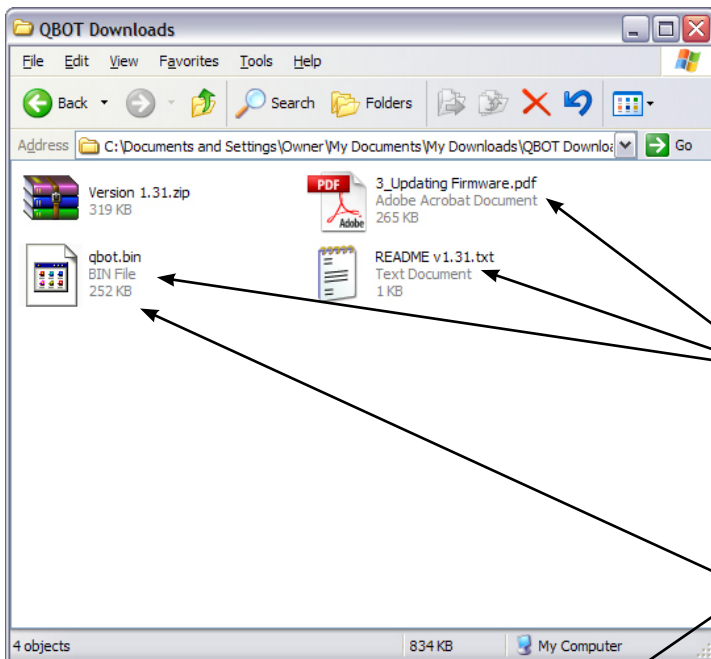 QBOT Downloads
File Edit View Favorites Tools Help
Back Search Folders
Address C:\Documents and Settings\Owner\My Documents\My Downloads\QBOT Downloa Go
Version 1.31.zip
319 KB
PDF
Adobe
3_Updating Firmware.pdf
Adobe Acrobat Document
265 KB
qbot.bin
BIN File
252 KB
README v1.31.txt
Text Document
1 KB
4 objects 834 KB My Computer